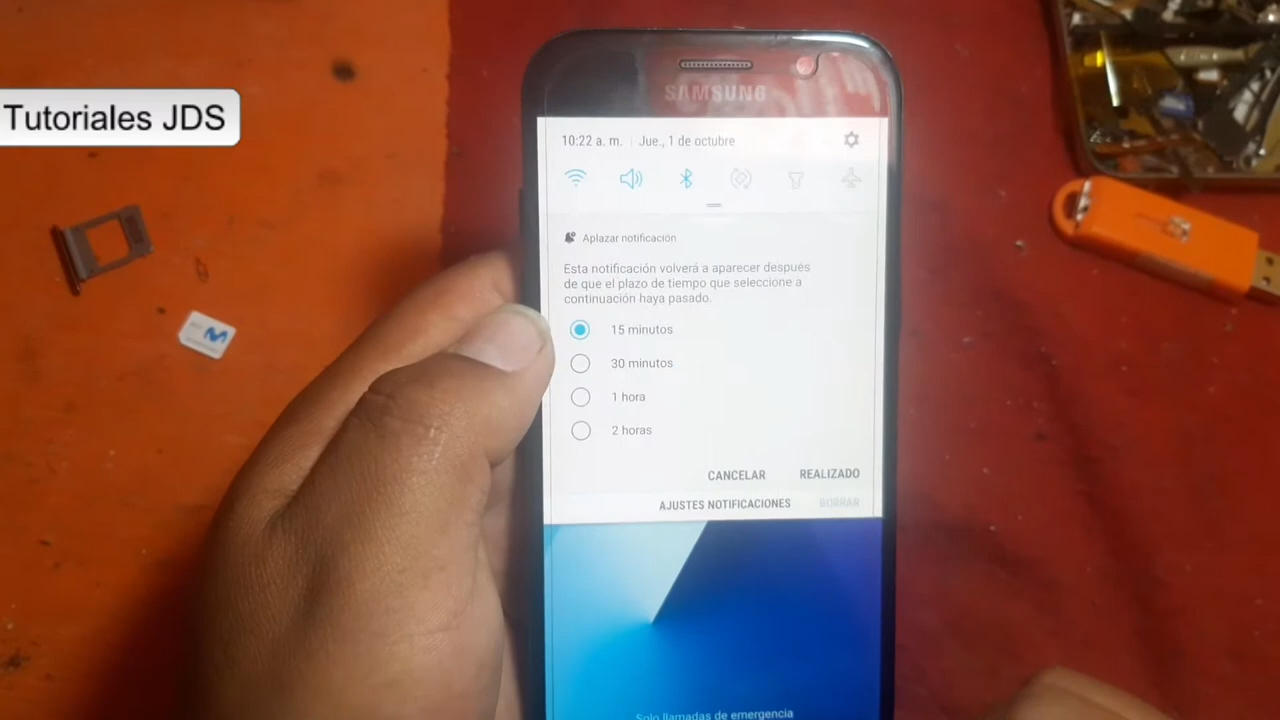 Tutoriales JDS
SAMSUNG
10:22 a. m. | Jue., 1 de octubre
Aplazar notificación
Esta notificación volverá a aparecer después
de que el plazo de tiempo que seleccione a
continuación haya pasado.
15 minutos
30 minutos
1 hora
2 horas
CANCELAR REALIZADO
AJUSTES NOTIFICACIONES BORRAR
Solo llamadas de emergencia